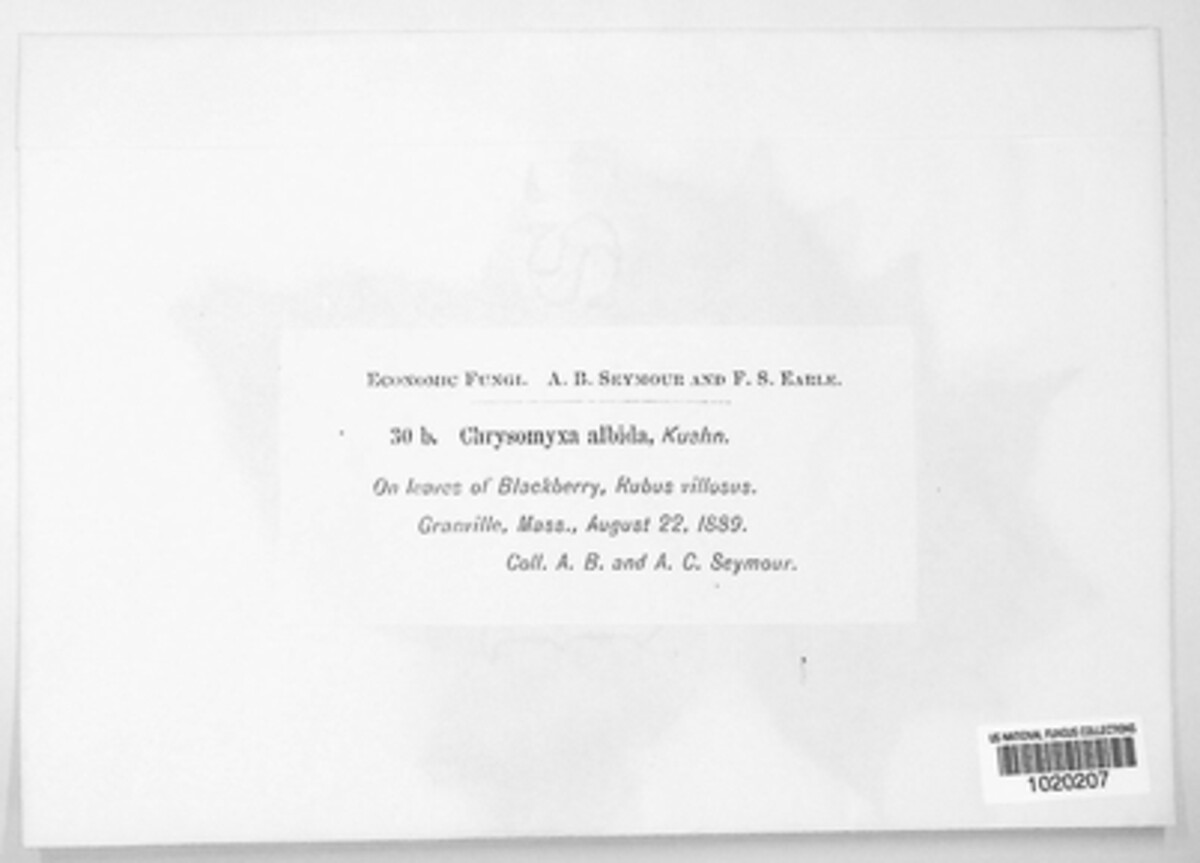 Economic Fungi. A. B. Seymour and F. S. Earle.
30 b. Chrysomyxa albida, Kuehn.
On leaves of Blackberry, Rubus villosus.
Granville, Mass., August 22, 1889.
Coll. A. B. and A. C. Seymour.
US NATIONAL FUNGUS COLLECTIONS
1020207